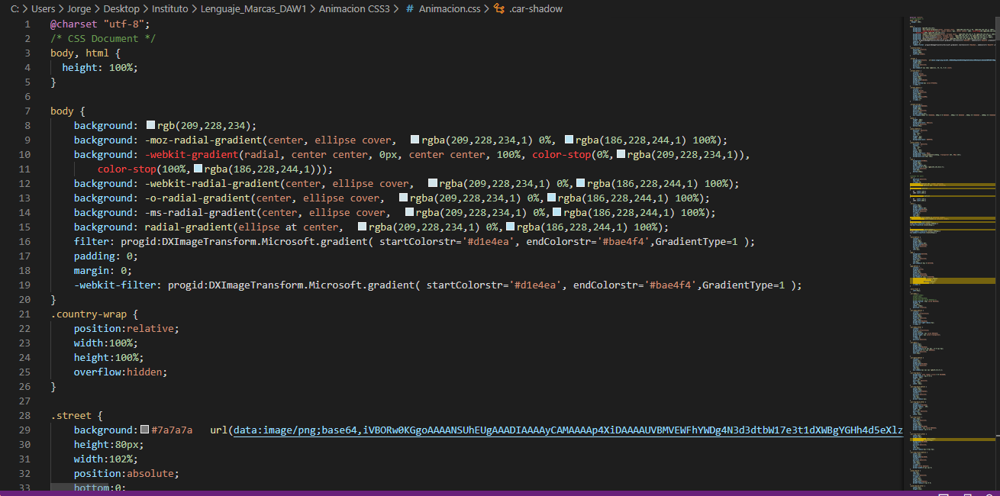 C: > Users > Jorge > Desktop > Instituto > Lenguaje_Marcas_DAW1 > Animacion CSS3 > # Animacion.css > .car-shadow
1 @charset "utf-8";
2 /* CSS Document */
3 body, html {
4 height: 100%;
5 }
6
7 body {
8 background: rgb(209,228,234);
9 background: -moz-radial-gradient(center, ellipse cover, rgba(209,228,234,1) 0%, rgba(186,228,244,1) 100%);
10 background: -webkit-gradient(radial, center center, 0px, center center, 100%, color-stop(0%,rgba(209,228,234,1)),
11 color-stop(100%,rgba(186,228,244,1)));
12 background: -webkit-radial-gradient(center, ellipse cover, rgba(209,228,234,1) 0%,rgba(186,228,244,1) 100%);
13 background: -o-radial-gradient(center, ellipse cover, rgba(209,228,234,1) 0%,rgba(186,228,244,1) 100%);
14 background: -ms-radial-gradient(center, ellipse cover, rgba(209,228,234,1) 0%,rgba(186,228,244,1) 100%);
15 background: radial-gradient(ellipse at center, rgba(209,228,234,1) 0%,rgba(186,228,244,1) 100%);
16 filter: progid:DXImageTransform.Microsoft.gradient( startColorstr='#d1e4ea', endColorstr='#bae4f4',GradientType=1 );
17 padding: 0;
18 margin: 0;
19 -webkit-filter: progid:DXImageTransform.Microsoft.gradient( startColorstr='#d1e4ea', endColorstr='#bae4f4',GradientType=1 );
20 }
21 .country-wrap {
22 position:relative;
23 width:100%;
24 height:100%;
25 overflow:hidden;
26 }
27
28 .street {
29 background:#7a7a7a url(data:image/png;base64,iVBORw0KGgoAAAANSUhEUgAAADIAAAAyCAMAAAAp4XiDAAAAUVBMVEWFhYWDg4N3d3dtbW17e3t1dXWBgYGHh4d5eXlz
30 height:80px;
31 width:102%;
32 position:absolute;
33 bottom:0;